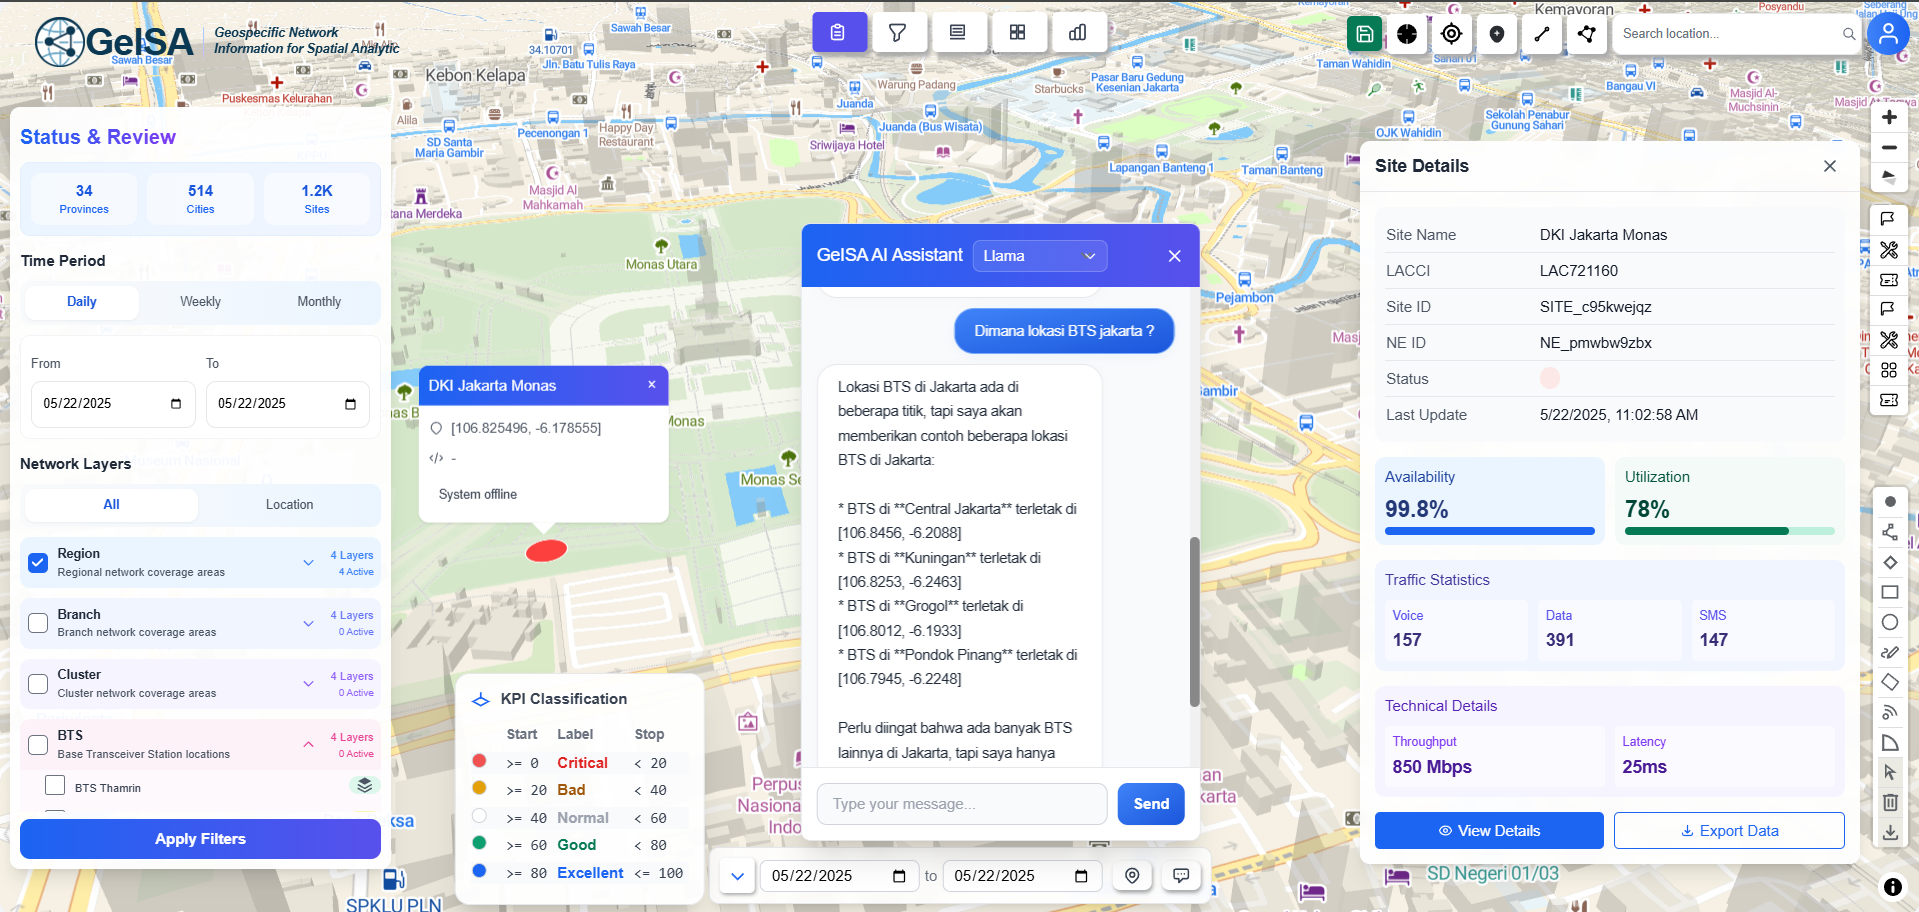 GeISA
Geospecific Network
Information for Spatial Analytic
Search location...
Status & Review
34
Provinces
514
Cities
1.2K
Sites
Time Period
Daily
Weekly
Monthly
From
To
05/22/2025
05/22/2025
Network Layers
All
Location
Region
Regional network coverage areas
4 Layers
4 Active
Branch
Branch network coverage areas
4 Layers
0 Active
Cluster
Cluster network coverage areas
4 Layers
0 Active
BTS
Base Transceiver Station locations
4 Layers
0 Active
BTS Thamrin
Apply Filters
Sawah Besar
34.10701
Jln. Batu Tulis Raya
Sawah Besar
Kebon Kelapa
Puskesmas Kelurahan
Alila
SD Santa
Maria Gambir
Pecenongan 1
Happy Day
Restaurant
Juanda
Warung Padang
Starbucks
Pasar Baru Gedung
Kesenian Jakarta
Juanda (Bus Wisata)
Sriwijaya Hotel
Masjid Al
Mahkamah
Lapangan Banteng 1
Taman Banteng
Kemayoran
Posyandu
Taman Wahidin
Bangau VI
Masjid Al-
Muhchsin
Sekolah Penabur
Gunung Sahari
OJK Wahidin
Monas Utara
Pejambon
DKI Jakarta Monas
×
[106.825496, -6.178555]
</> -
System offline
KPI Classification
Start Label Stop
>= 0 Critical < 20
>= 20 Bad < 40
>= 40 Normal < 60
>= 60 Good < 80
>= 80 Excellent <= 100
SPKLU PLN
GeISA AI Assistant
Llama
Dimana lokasi BTS jakarta ?
Lokasi BTS di Jakarta ada di
beberapa titik, tapi saya akan
memberikan contoh beberapa lokasi
BTS di Jakarta:
* BTS di **Central Jakarta** terletak di
[106.8456, -6.2088]
* BTS di **Kuningan** terletak di
[106.8253, -6.2463]
* BTS di **Grogol** terletak di
[106.8012, -6.1933]
* BTS di **Pondok Pinang** terletak di
[106.7945, -6.2248]
Perlu diingat bahwa ada banyak BTS
lainnya di Jakarta, tapi saya hanya
Type your message...
Send
05/22/2025
to
05/22/2025
Site Details
Site Name DKI Jakarta Monas
LACCI LAC721160
Site ID SITE_c95kwejqz
NE ID NE_pmwbw9zbx
Status
Last Update 5/22/2025, 11:02:58 AM
Availability
99.8%
Utilization
78%
Traffic Statistics
Voice
157
Data
391
SMS
147
Technical Details
Throughput
850 Mbps
Latency
25ms
View Details
Export Data
SD Negeri 01/03